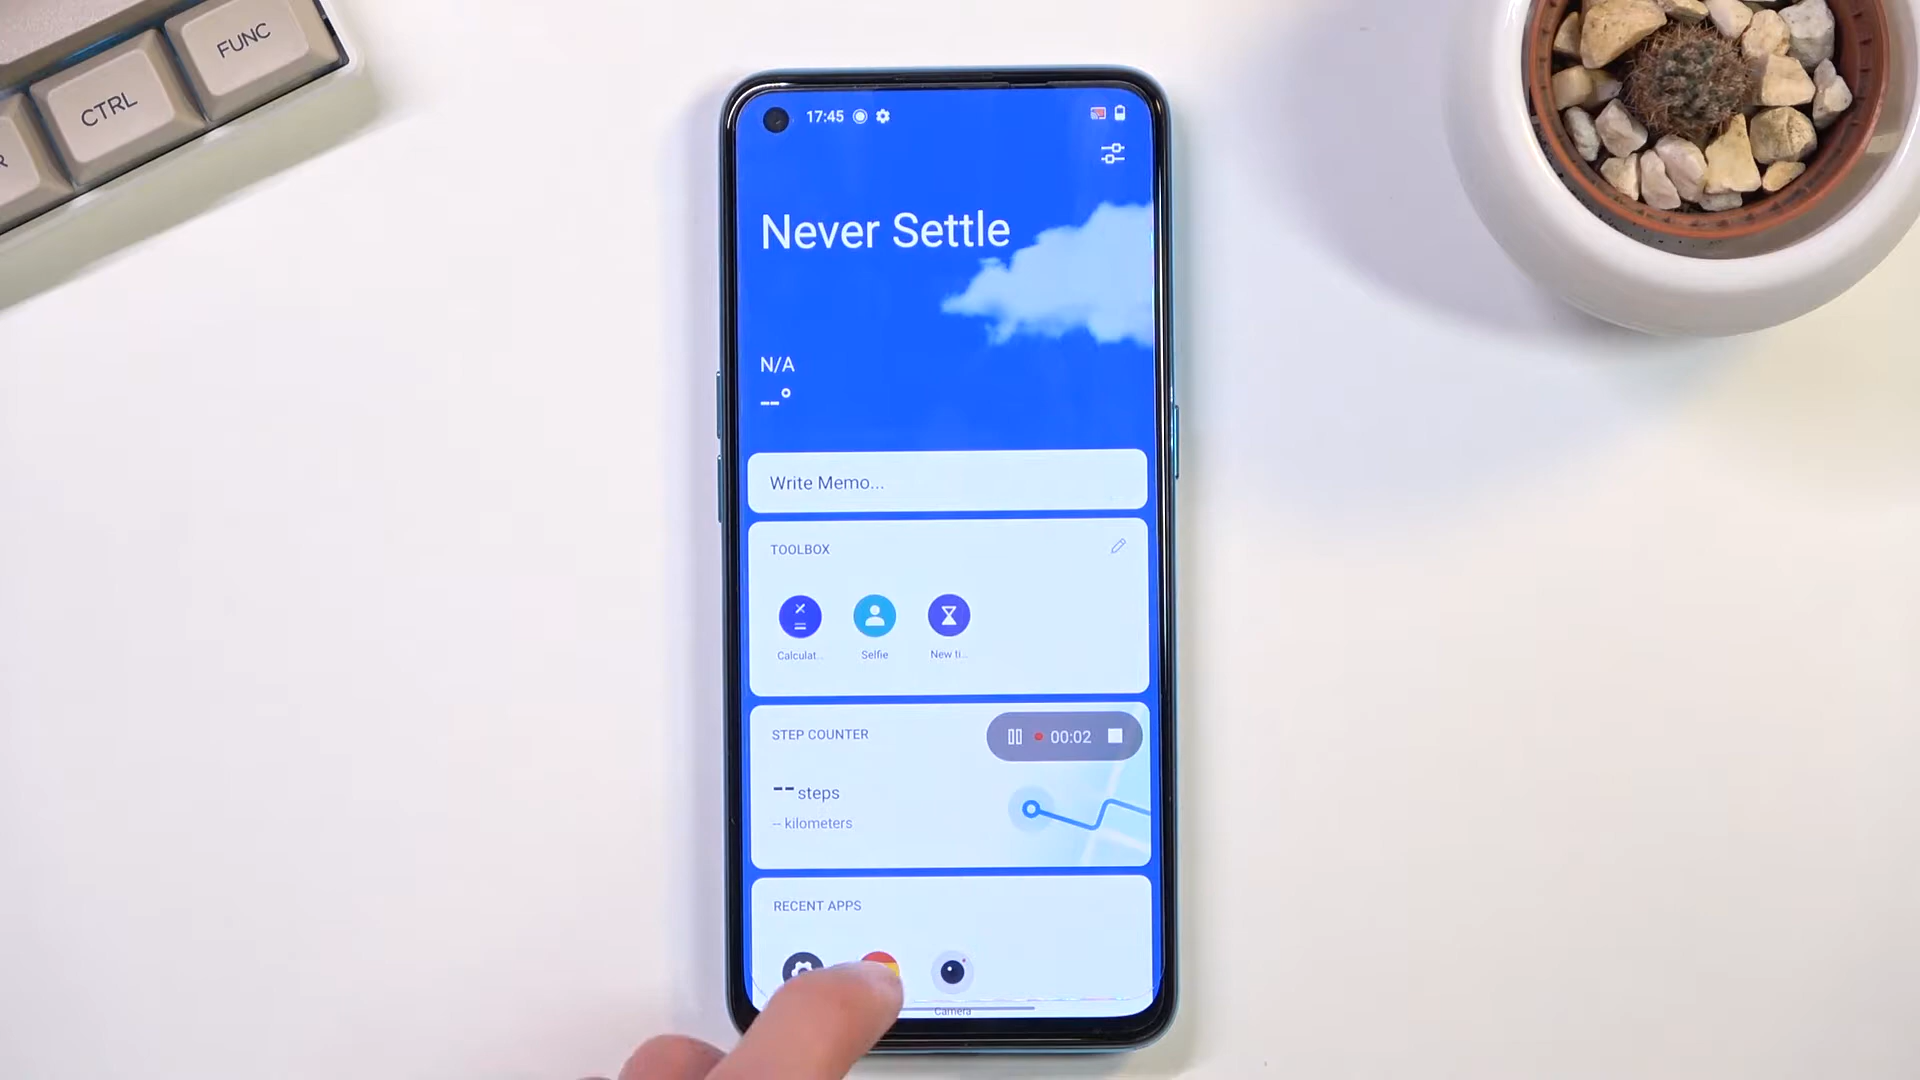 FUNC
CTRL
R
17:45
Never Settle
N/A
--°
Write Memo...
TOOLBOX
Calculat...
Selfie
New ti...
STEP COUNTER
00:02
-- steps
-- kilometers
RECENT APPS
Camera